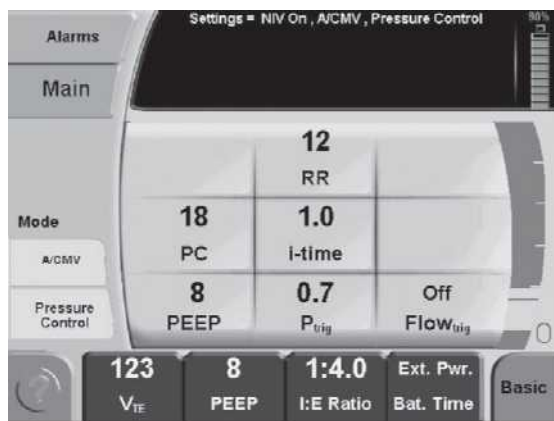 Settings = NIV On , A/CMV , Pressure Control
80%
Alarms
Main
12
RR
Mode
18
PC
1.0
i-time
A/CMV
8
PEEP
0.7
Ptrig
Off
Flowtrig
Pressure
Control
0
?
123
VTE
8
PEEP
1:4.0
I:E Ratio
Ext. Pwr.
Bat. Time
Basic